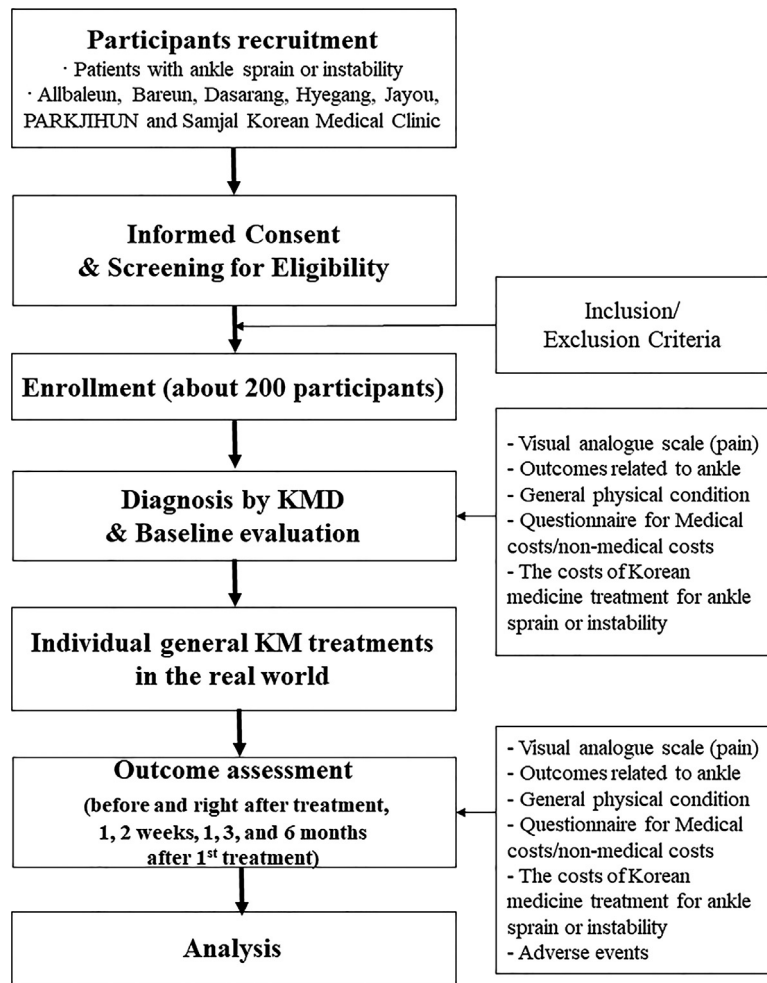 Participants recruitment
· Patients with ankle sprain or instability
· Allbaleun, Bareun, Dasarang, Hyegang, Jayou,
PARKJIHUN and Samjal Korean Medical Clinic
Informed Consent
& Screening for Eligibility
Inclusion/
Exclusion Criteria
Enrollment (about 200 participants)
Diagnosis by KMD
& Baseline evaluation
- Visual analogue scale (pain)
- Outcomes related to ankle
- General physical condition
- Questionnaire for Medical
costs/non-medical costs
- The costs of Korean
medicine treatment for ankle
sprain or instability
Individual general KM treatments
in the real world
Outcome assessment
(before and right after treatment,
1, 2 weeks, 1, 3, and 6 months
after 1st treatment)
- Visual analogue scale (pain)
- Outcomes related to ankle
- General physical condition
- Questionnaire for Medical
costs/non-medical costs
- The costs of Korean
medicine treatment for ankle
sprain or instability
- Adverse events
Analysis